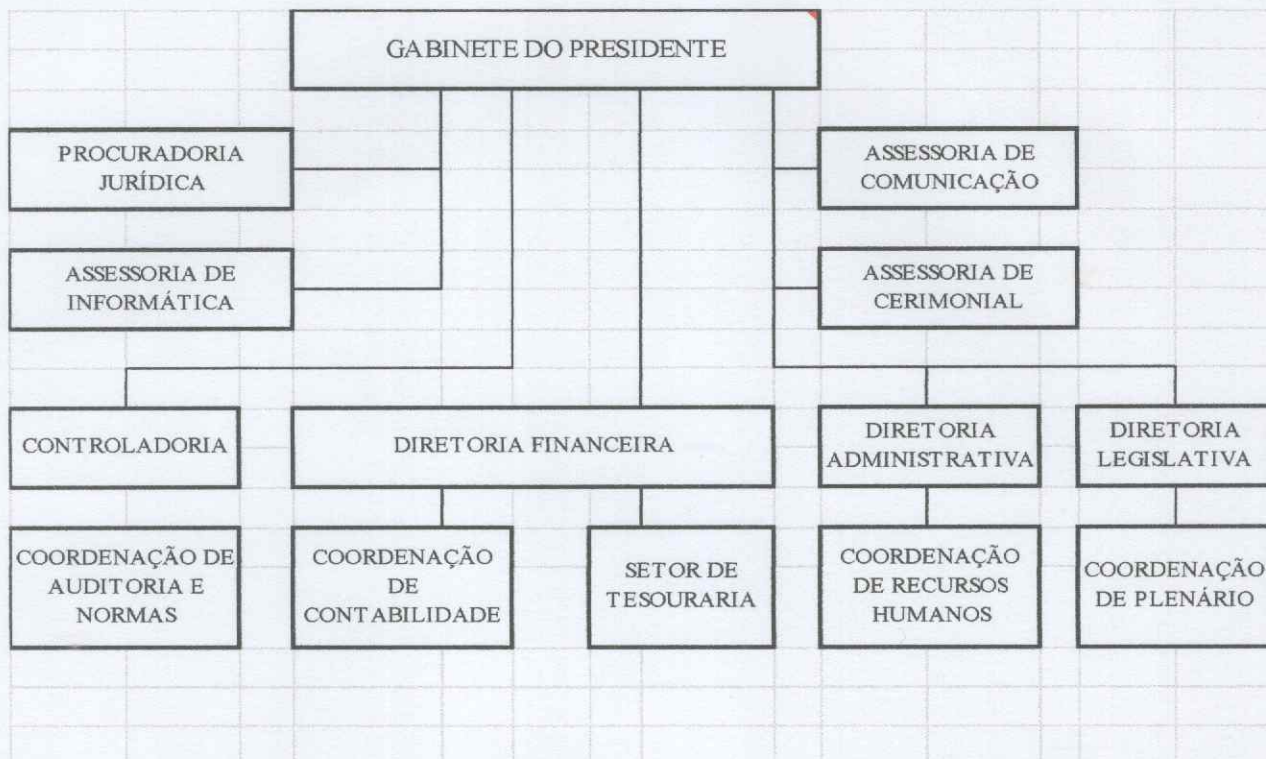 GABINETE DO PRESIDENTE
PROCURADORIA
JURÍDICA
ASSESSORIA DE
COMUNICAÇÃO
ASSESSORIA DE
INFORMÁTICA
ASSESSORIA DE
CERIMONIAL
CONTROLADORIA
DIRETORIA FINANCEIRA
DIRETORIA
ADMINISTRATIVA
DIRETORIA
LEGISLATIVA
COORDENAÇÃO DE
AUDITORIA E
NORMAS
COORDENAÇÃO
DE
CONTABILIDADE
SETOR DE
TESOURARIA
COORDENAÇÃO
DE RECURSOS
HUMANOS
COORDENAÇÃO
DE PLENÁRIO